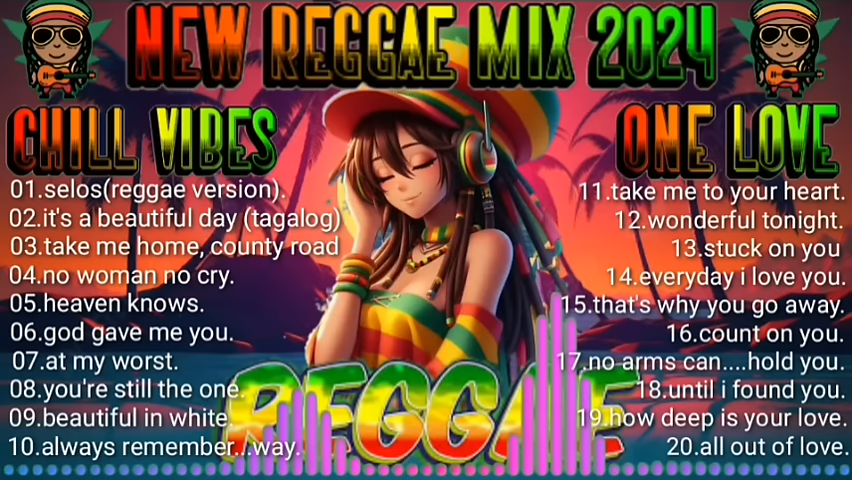 NEW REGGAE MIX 2024
CHILL VIBES
ONE LOVE
01.selos(reggae version).
02.it's a beautiful day (tagalog)
03.take me home, county road
04.no woman no cry.
05.heaven knows.
06.god gave me you.
07.at my worst.
08.you're still the one.
09.beautiful in white.
10.always remember...way.
11.take me to your heart.
12.wonderful tonight.
13.stuck on you
14.everyday i love you.
15.that's why you go away.
16.count on you.
17.no arms can....hold you.
18.until i found you.
19.how deep is your love.
20.all out of love.
REGGAE